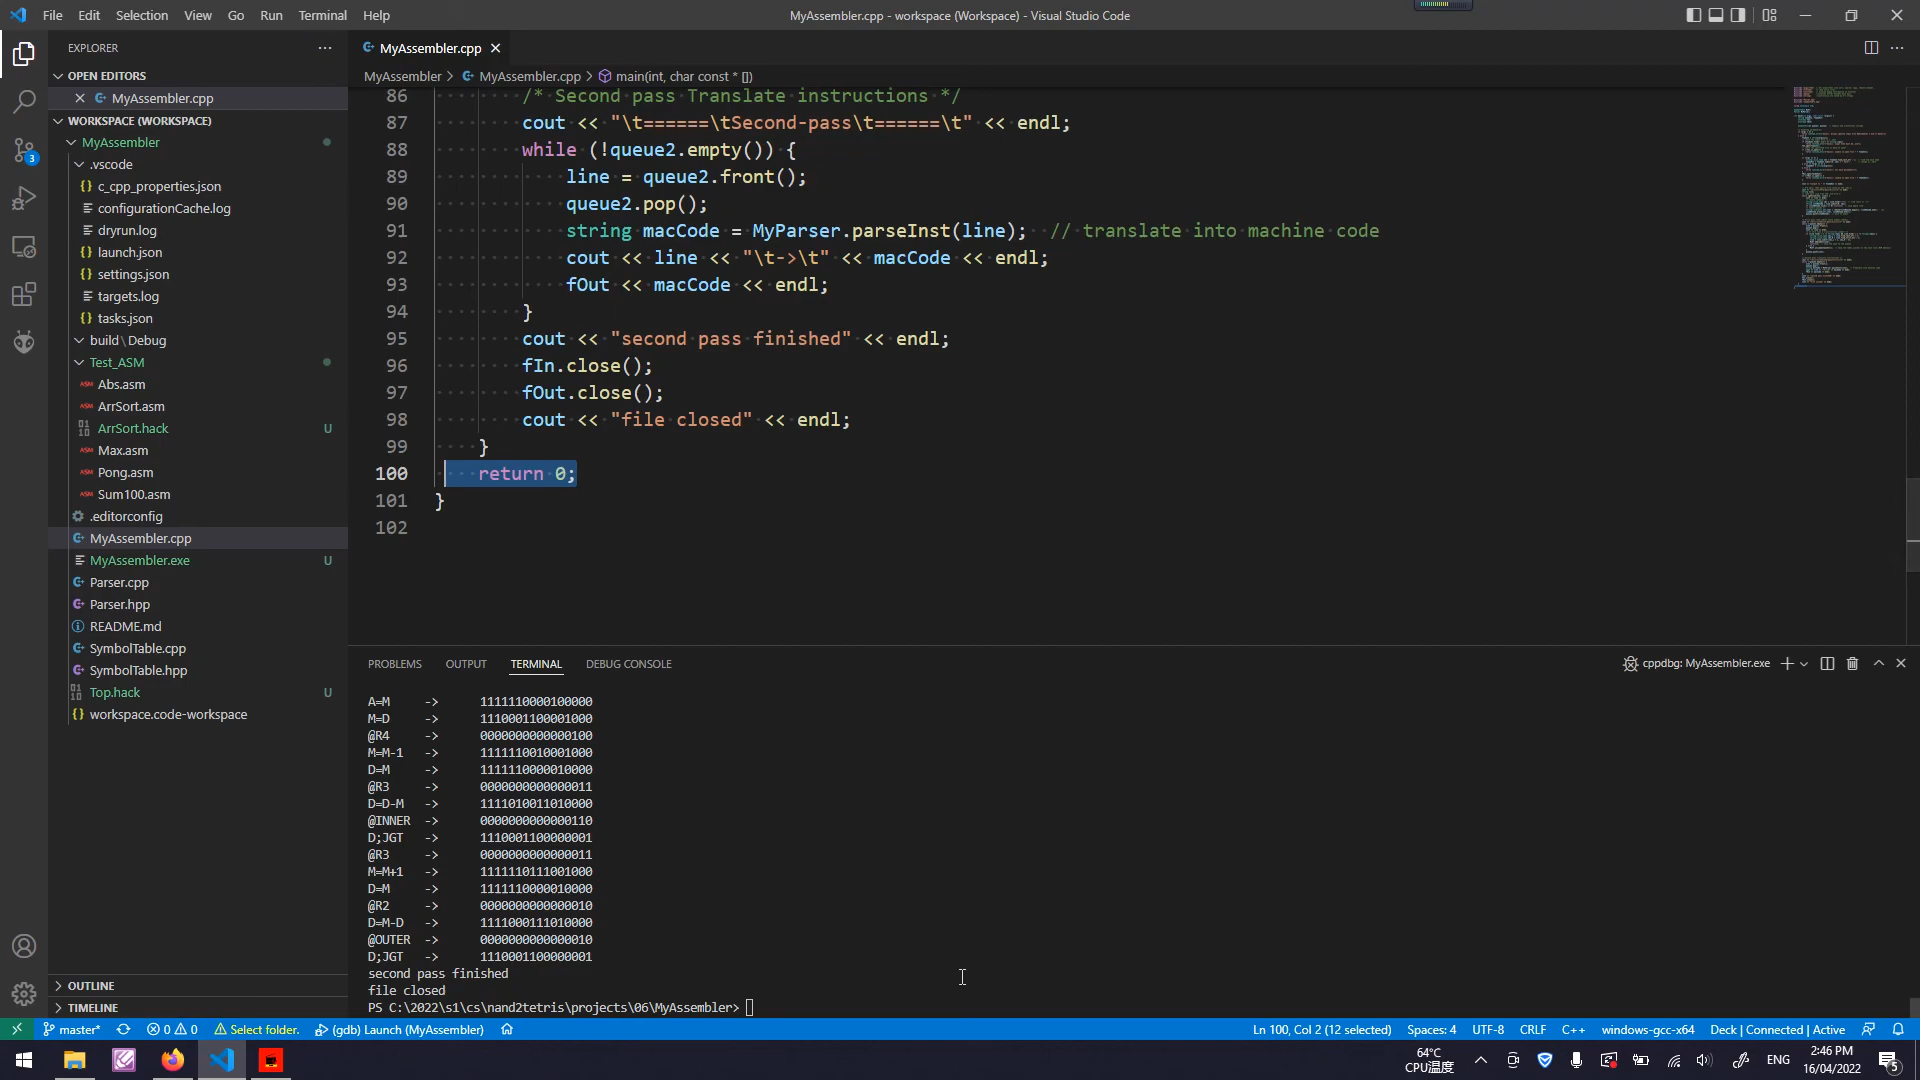 File Edit Selection View Go Run Terminal Help
MyAssembler.cpp - workspace (Workspace) - Visual Studio Code
EXPLORER
OPEN EDITORS
MyAssembler.cpp
WORKSPACE (WORKSPACE)
MyAssembler
.vscode
c_cpp_properties.json
configurationCache.log
dryrun.log
launch.json
settings.json
targets.log
tasks.json
build\Debug
Test_ASM
Abs.asm
ArrSort.asm
ArrSort.hack U
Max.asm
Pong.asm
Sum100.asm
.editorconfig
MyAssembler.cpp
MyAssembler.exe U
Parser.cpp
Parser.hpp
README.md
SymbolTable.cpp
SymbolTable.hpp
Top.hack U
workspace.code-workspace
OUTLINE
TIMELINE
3
MyAssembler.cpp
MyAssembler > MyAssembler.cpp > main(int, char const * [])
86 /* Second pass Translate instructions */
87 cout << "\t======\tSecond-pass\t======\t" << endl;
88 while (!queue2.empty()) {
89 line = queue2.front();
90 queue2.pop();
91 string macCode = MyParser.parseInst(line); // translate into machine code
92 cout << line << "\t->\t" << macCode << endl;
93 fOut << macCode << endl;
94 }
95 cout << "second pass finished" << endl;
96 fIn.close();
97 fOut.close();
98 cout << "file closed" << endl;
99 }
100 return 0;
101 }
102
PROBLEMS OUTPUT TERMINAL DEBUG CONSOLE
cppdbg: MyAssembler.exe
A=M -> 1111110000100000
M=D -> 1110001100001000
@R4 -> 0000000000000100
M=M-1 -> 1111110010001000
D=M -> 1111110000010000
@R3 -> 0000000000000011
D=D-M -> 1111010011010000
@INNER -> 0000000000000110
D;JGT -> 1110001100000001
@R3 -> 0000000000000011
M=M+1 -> 1111110111001000
D=M -> 1111110000010000
@R2 -> 0000000000000010
D=M-D -> 1111000111010000
@OUTER -> 0000000000000010
D;JGT -> 1110001100000001
second pass finished
file closed
PS C:\2022\s1\cs\nand2tetris\projects\06\MyAssembler>
master* 0 0 Select folder. (gdb) Launch (MyAssembler)
Ln 100, Col 2 (12 selected) Spaces: 4 UTF-8 CRLF C++ windows-gcc-x64 Deck | Connected | Active
64°C
CPU温度
ENG
2:46 PM
16/04/2022
5